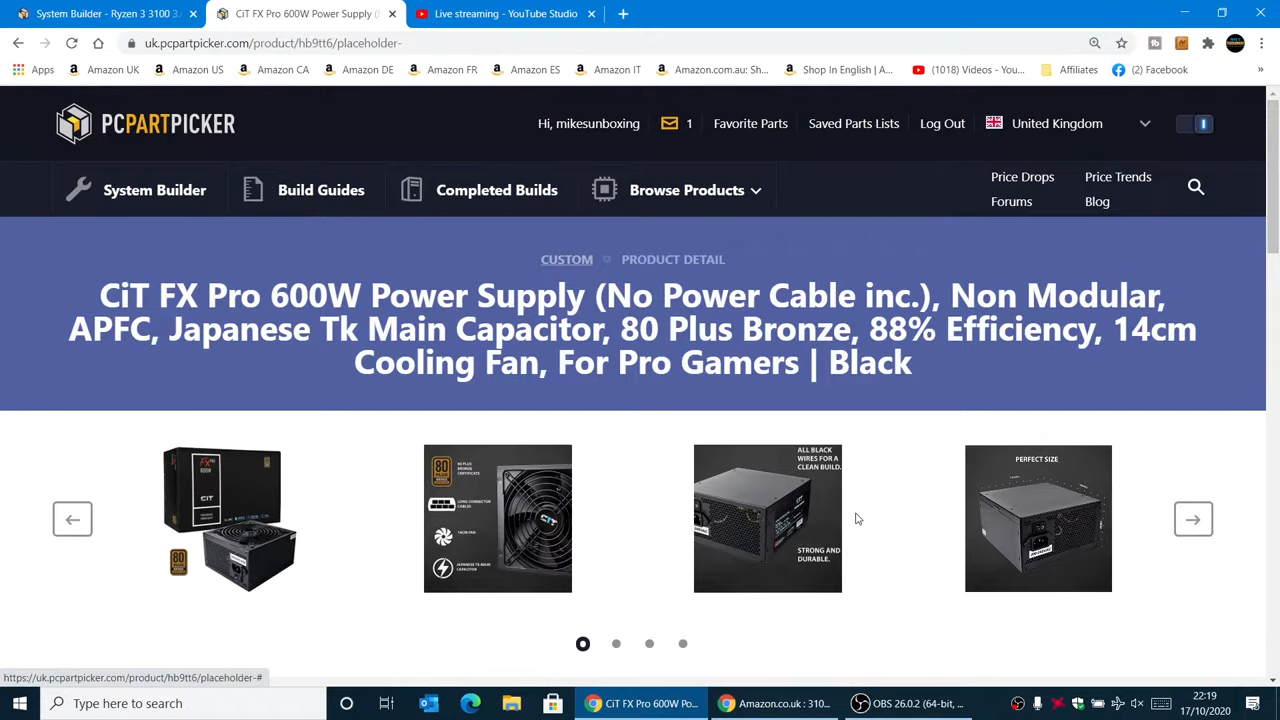 System Builder - Ryzen 3 3100 3.
CiT FX Pro 600W Power Supply (
Live streaming - YouTube Studio
uk.pcpartpicker.com/product/hb9tt6/placeholder-
Apps
Amazon UK
Amazon US
Amazon CA
Amazon DE
Amazon FR
Amazon ES
Amazon IT
Amazon.com.au: Sh...
Shop In English | A...
(1018) Videos - You...
Affiliates
(2) Facebook
»
PCPARTPICKER
Hi, mikesunboxing
1
Favorite Parts
Saved Parts Lists
Log Out
United Kingdom
System Builder
Build Guides
Completed Builds
Browse Products
Price Drops
Price Trends
Forums
Blog
CUSTOM
PRODUCT DETAIL
CiT FX Pro 600W Power Supply (No Power Cable inc.), Non Modular,
APFC, Japanese Tk Main Capacitor, 80 Plus Bronze, 88% Efficiency, 14cm
Cooling Fan, For Pro Gamers | Black
CiT
80
80 PLUS
BRONZE
CERTIFICATE
LONG CONNECTOR
CABLES
14CM FAN
JAPANESE TK MAIN
CAPACITOR
CiT
ALL BLACK
WIRES FOR A
CLEAN BUILD.
STRONG AND
DURABLE.
PERFECT SIZE
https://uk.pcpartpicker.com/product/hb9tt6/placeholder-#
Type here to search
CiT FX Pro 600W Po...
Amazon.co.uk : 310...
OBS 26.0.2 (64-bit, ...
22:19
17/10/2020